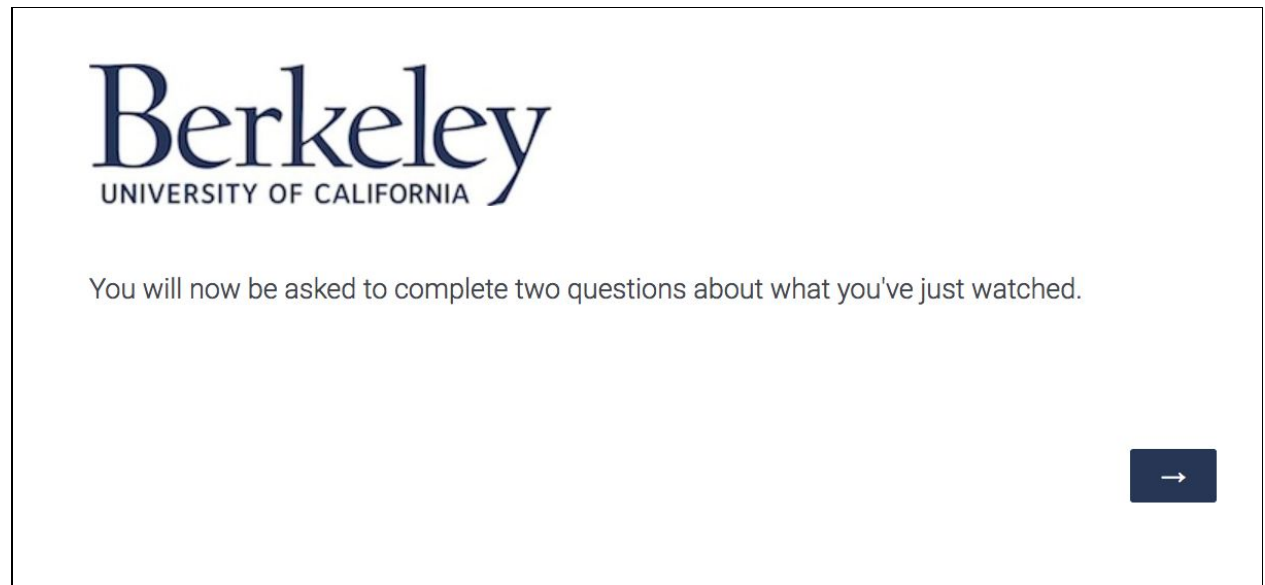 Berkeley
UNIVERSITY OF CALIFORNIA
You will now be asked to complete two questions about what you've just watched.
→